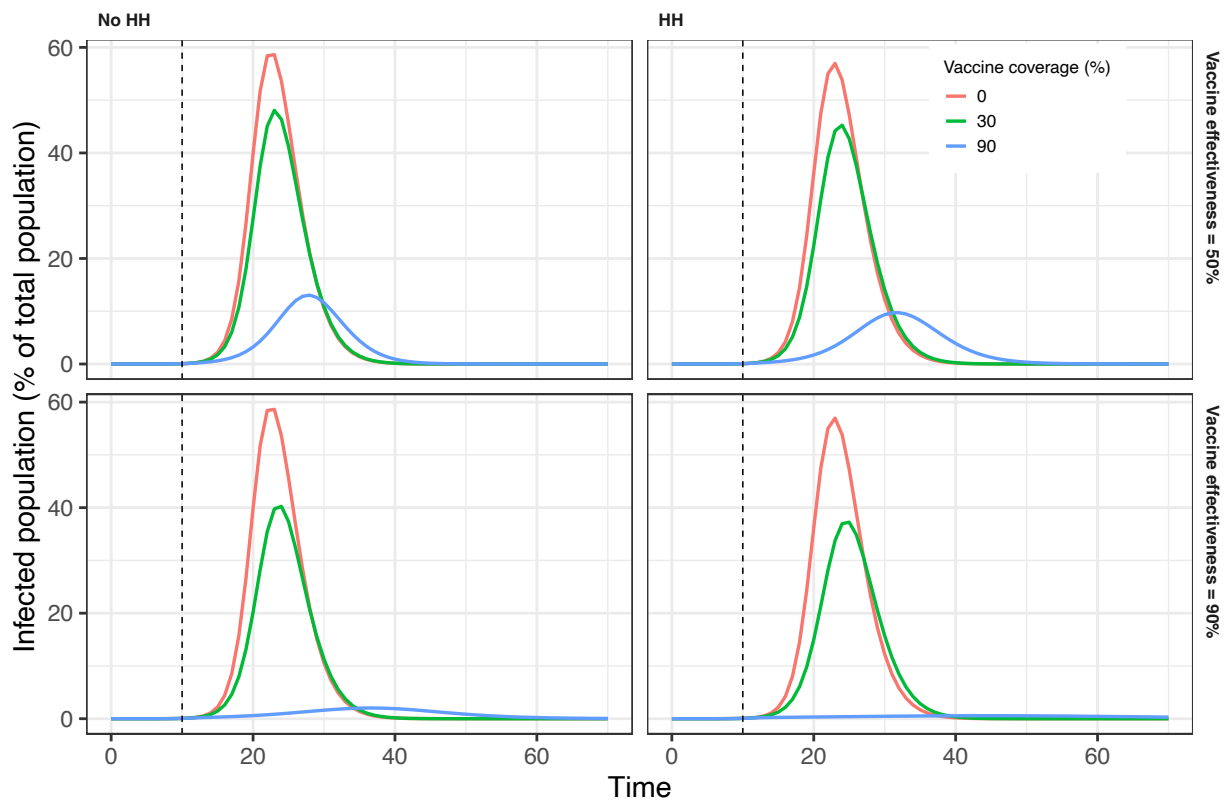 No HH
HH
Vaccine effectiveness = 50%
Vaccine effectiveness = 90%
Infected population (% of total population)
60
40
20
0
60
40
20
0
Vaccine coverage (%)
0
30
90
0
20
40
60
0
20
40
60
Time